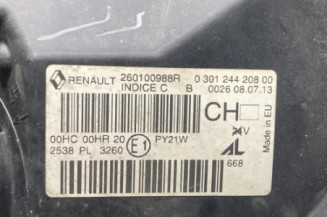 RENAULT 260100988R 0 301 244 208 00
INDICE C B 0026 08.07.13
CH
Made in EU
00HC 00HR 20 PY21W
2538 PL 3260 E1
AL
668